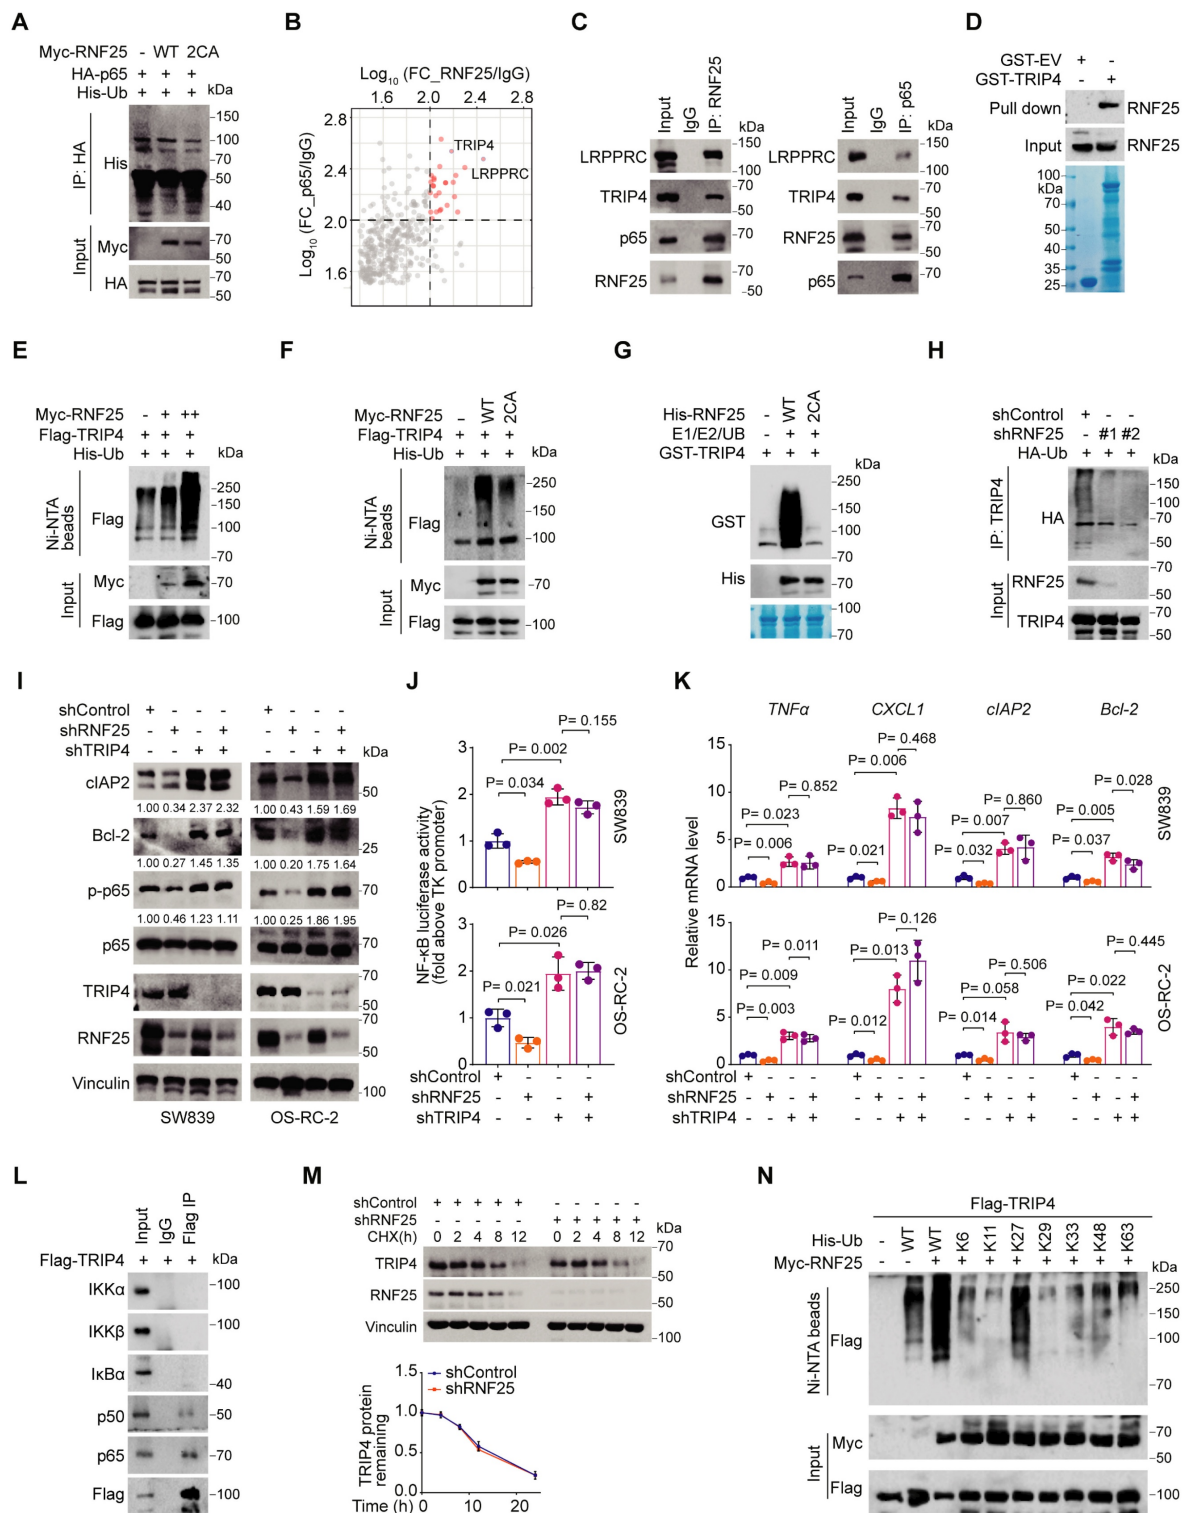 A
Myc-RNF25 - WT 2CA
HA-p65 + + +
His-Ub + + + kDa
IP: HA
His
150
100
70
50
40
Input
Myc
70
50
HA
70
50
B
Log10 (FC_RNF25/IgG)
1.6 2.0 2.4 2.8
Log10 (FC_p65/IgG)
2.8
2.4
2.0
1.6
TRIP4
LRPPRC
C
Input IgG IP: RNF25
kDa
LRPPRC
150
100
TRIP4
70
50
p65
70
50
RNF25
70
50
Input IgG IP: p65
kDa
LRPPRC
150
100
TRIP4
70
50
RNF25
70
50
p65
70
D
GST-EV + -
GST-TRIP4 - +
Pull down RNF25
Input RNF25
100
kDa
70
50
40
35
25
E
Myc-RNF25 - + ++
Flag-TRIP4 + + +
His-Ub + + + kDa
Ni-NTA beads
Flag
250
150
100
70
Input
Myc
70
Flag
100
F
Myc-RNF25 - WT 2CA
Flag-TRIP4 + + +
His-Ub + + + kDa
Ni-NTA beads
Flag
250
150
100
Input
Myc
70
Flag
100
G
His-RNF25 - WT 2CA
E1/E2/UB - + +
GST-TRIP4 + + +
kDa
GST
250
150
100
70
His
70
100
70
H
shControl + - -
shRNF25 - #1 #2
HA-Ub + + + kDa
IP: TRIP4
HA
150
100
70
50
Input
RNF25
70
50
TRIP4
70
50
I
shControl + - - - + - - -
shRNF25 - + - + - + - +
shTRIP4 - - + + - - + + kDa
cIAP2
50
1.00 0.34 2.37 2.32 1.00 0.43 1.59 1.69
Bcl-2
25
1.00 0.27 1.45 1.35 1.00 0.20 1.75 1.64
p-p65
70
1.00 0.46 1.23 1.11 1.00 0.25 1.86 1.95
p65
70
TRIP4
70
50
RNF25
70
50
Vinculin
100
SW839 OS-RC-2
J
NF-κB luciferase activity
(fold above TK promoter)
P= 0.155
P= 0.002
P= 0.034
3
2
1
0
SW839
P= 0.82
P= 0.026
P= 0.021
3
2
1
0
OS-RC-2
shControl + - - -
shRNF25 - + - +
shTRIP4 - - + +
K
TNFα CXCL1 cIAP2 Bcl-2
Relative mRNA level
15
10
5
0
P= 0.852
P= 0.023
P= 0.006
P= 0.468
P= 0.006
P= 0.021
P= 0.860
P= 0.007
P= 0.032
P= 0.028
P= 0.005
P= 0.037
SW839
15
10
5
0
P= 0.011
P= 0.009
P= 0.003
P= 0.126
P= 0.013
P= 0.012
P= 0.506
P= 0.058
P= 0.014
P= 0.445
P= 0.022
P= 0.042
OS-RC-2
shControl + - - - + - - - + - - - + - - -
shRNF25 - + - + - + - + - + - + - + - +
shTRIP4 - - + + - - + + - - + + - - + +
L
Input IgG Flag IP
Flag-TRIP4 + + + kDa
IKKα
100
IKKβ
100
IκBα
40
p50
50
p65
70
Flag
100
M
shControl + + + + + - - - - -
shRNF25 - - - - - + + + + +
CHX(h) 0 2 4 8 12 0 2 4 8 12
kDa
TRIP4
70
50
RNF25
50
Vinculin
100
TRIP4 protein
remaining
1.5
1.0
0.5
0.0
shControl
shRNF25
Time (h) 0 10 20
N
Flag-TRIP4
His-Ub - WT WT K6 K11 K27 K29 K33 K48 K63
Myc-RNF25 - - + + + + + + + +
kDa
Ni-NTA beads
Flag
250
150
100
70
Input
Myc
70
50
Flag
100